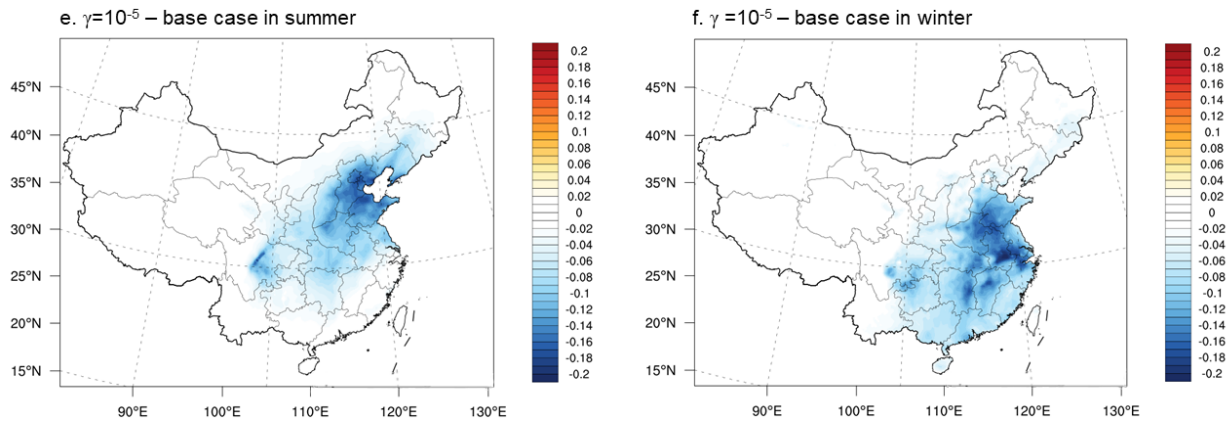 e. γ=10⁻⁵ – base case in summer
45°N
40°N
35°N
30°N
25°N
20°N
15°N
90°E 100°E 110°E 120°E 130°E
0.2
0.18
0.16
0.14
0.12
0.1
0.08
0.06
0.04
0.02
0
-0.02
-0.04
-0.06
-0.08
-0.1
-0.12
-0.14
-0.16
-0.18
-0.2
f. γ =10⁻⁵ – base case in winter
45°N
40°N
35°N
30°N
25°N
20°N
15°N
90°E 110°E 120°E 130°E
0.2
0.18
0.16
0.14
0.12
0.1
0.08
0.06
0.04
0.02
0
-0.02
-0.04
-0.06
-0.08
-0.1
-0.12
-0.14
-0.16
-0.18
-0.2